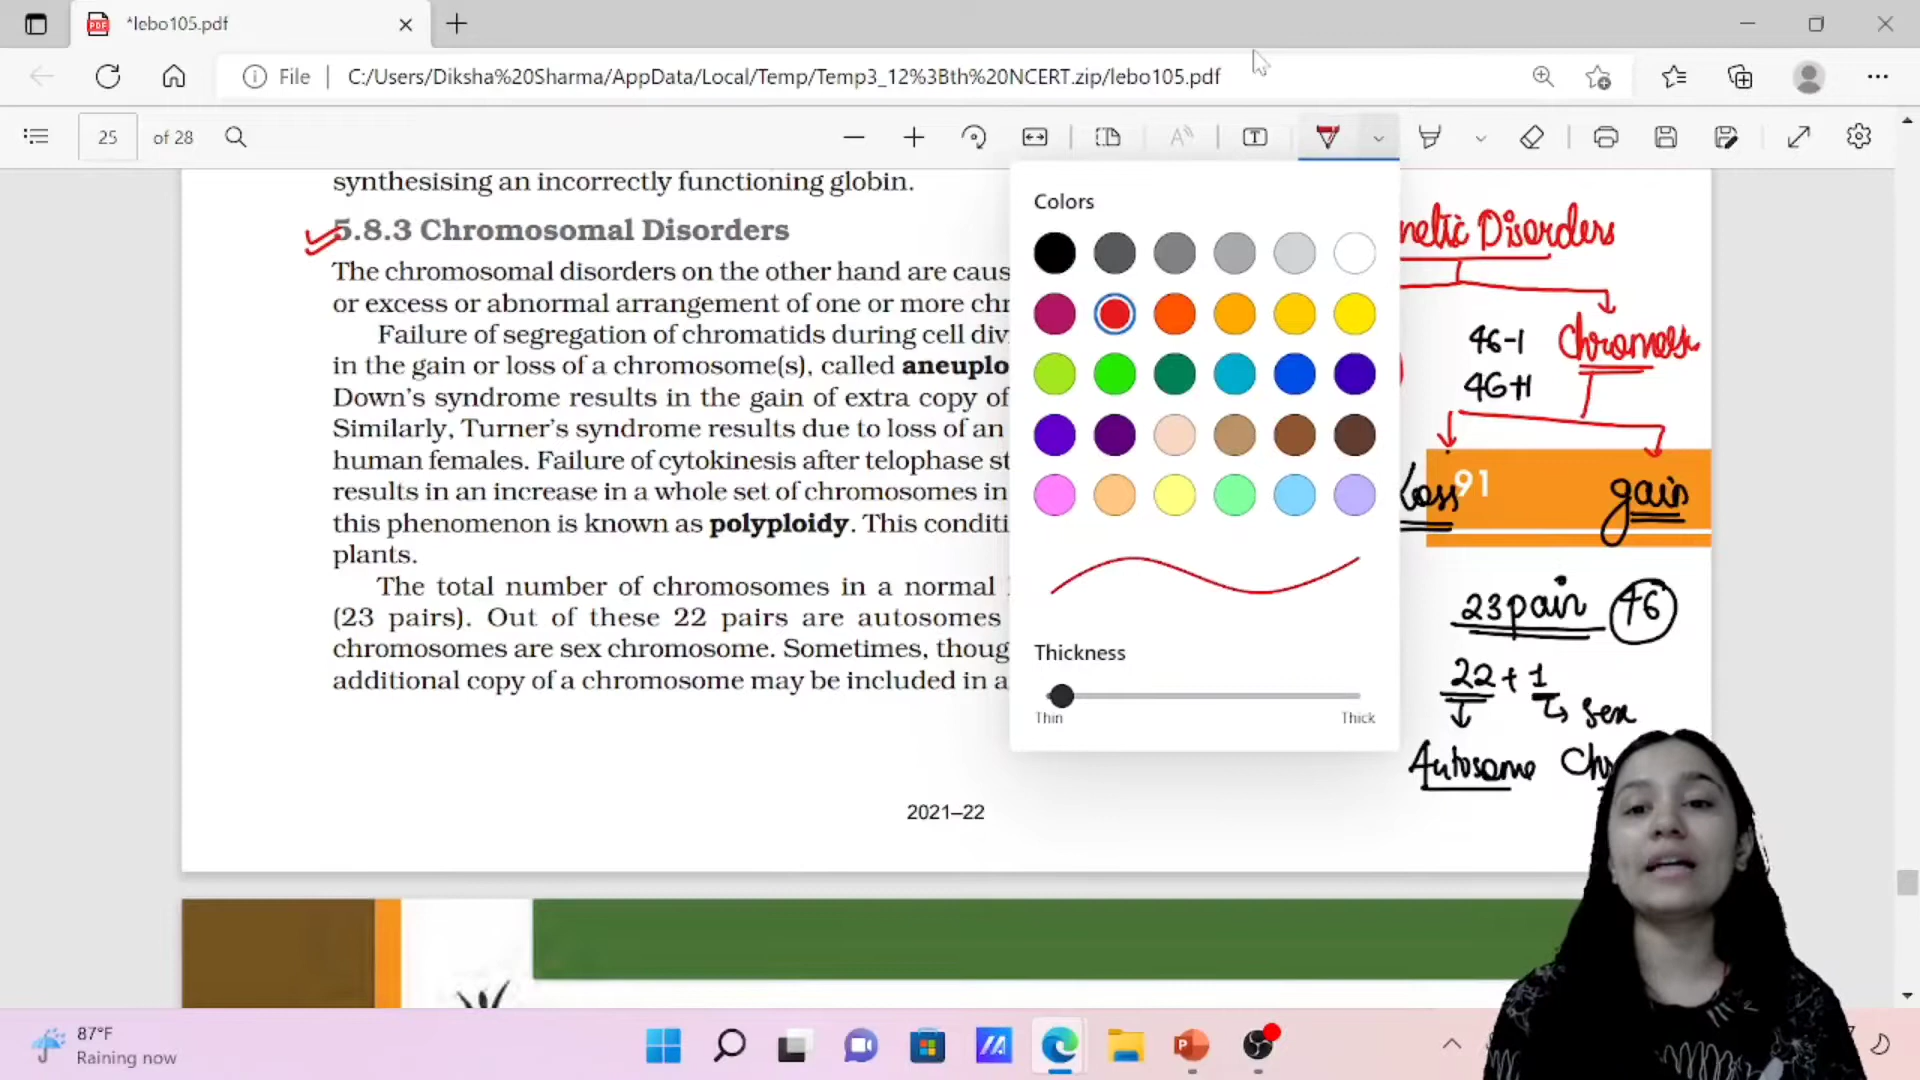 *lebo105.pdf
File | C:/Users/Diksha%20Sharma/AppData/Local/Temp/Temp3_12%3Bth%20NCERT.zip/lebo105.pdf
25 of 28
synthesising an incorrectly functioning globin.
5.8.3 Chromosomal Disorders
The chromosomal disorders on the other hand are caus
or excess or abnormal arrangement of one or more chr
Failure of segregation of chromatids during cell div
in the gain or loss of a chromosome(s), called aneuplo
Down's syndrome results in the gain of extra copy of
Similarly, Turner's syndrome results due to loss of an
human females. Failure of cytokinesis after telophase st
results in an increase in a whole set of chromosomes in
this phenomenon is known as polyploidy. This conditi
plants.
The total number of chromosomes in a normal
(23 pairs). Out of these 22 pairs are autosomes
chromosomes are sex chromosome. Sometimes, thoug
additional copy of a chromosome may be included in a
2021–22
Colors
Thickness
Thin Thick
netic Disorders
46-1
46+1
Loss 91 gain
23pair 46
22 + 1
sex
Autosome Ch
87°F
Raining now